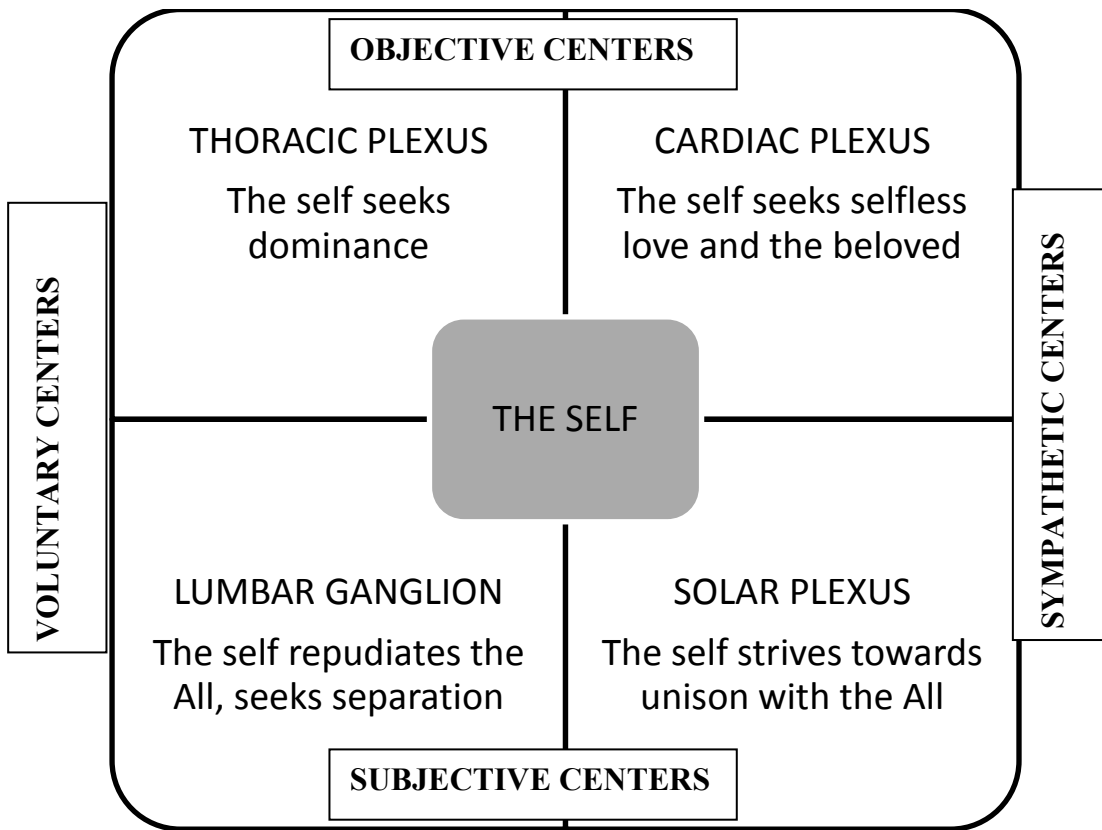 OBJECTIVE CENTERS
THORACIC PLEXUS
The self seeks
dominance
CARDIAC PLEXUS
The self seeks selfless
love and the beloved
VOLUNTARY CENTERS
THE SELF
SYMPATHETIC CENTERS
LUMBAR GANGLION
The self repudiates the
All, seeks separation
SOLAR PLEXUS
The self strives towards
unison with the All
SUBJECTIVE CENTERS